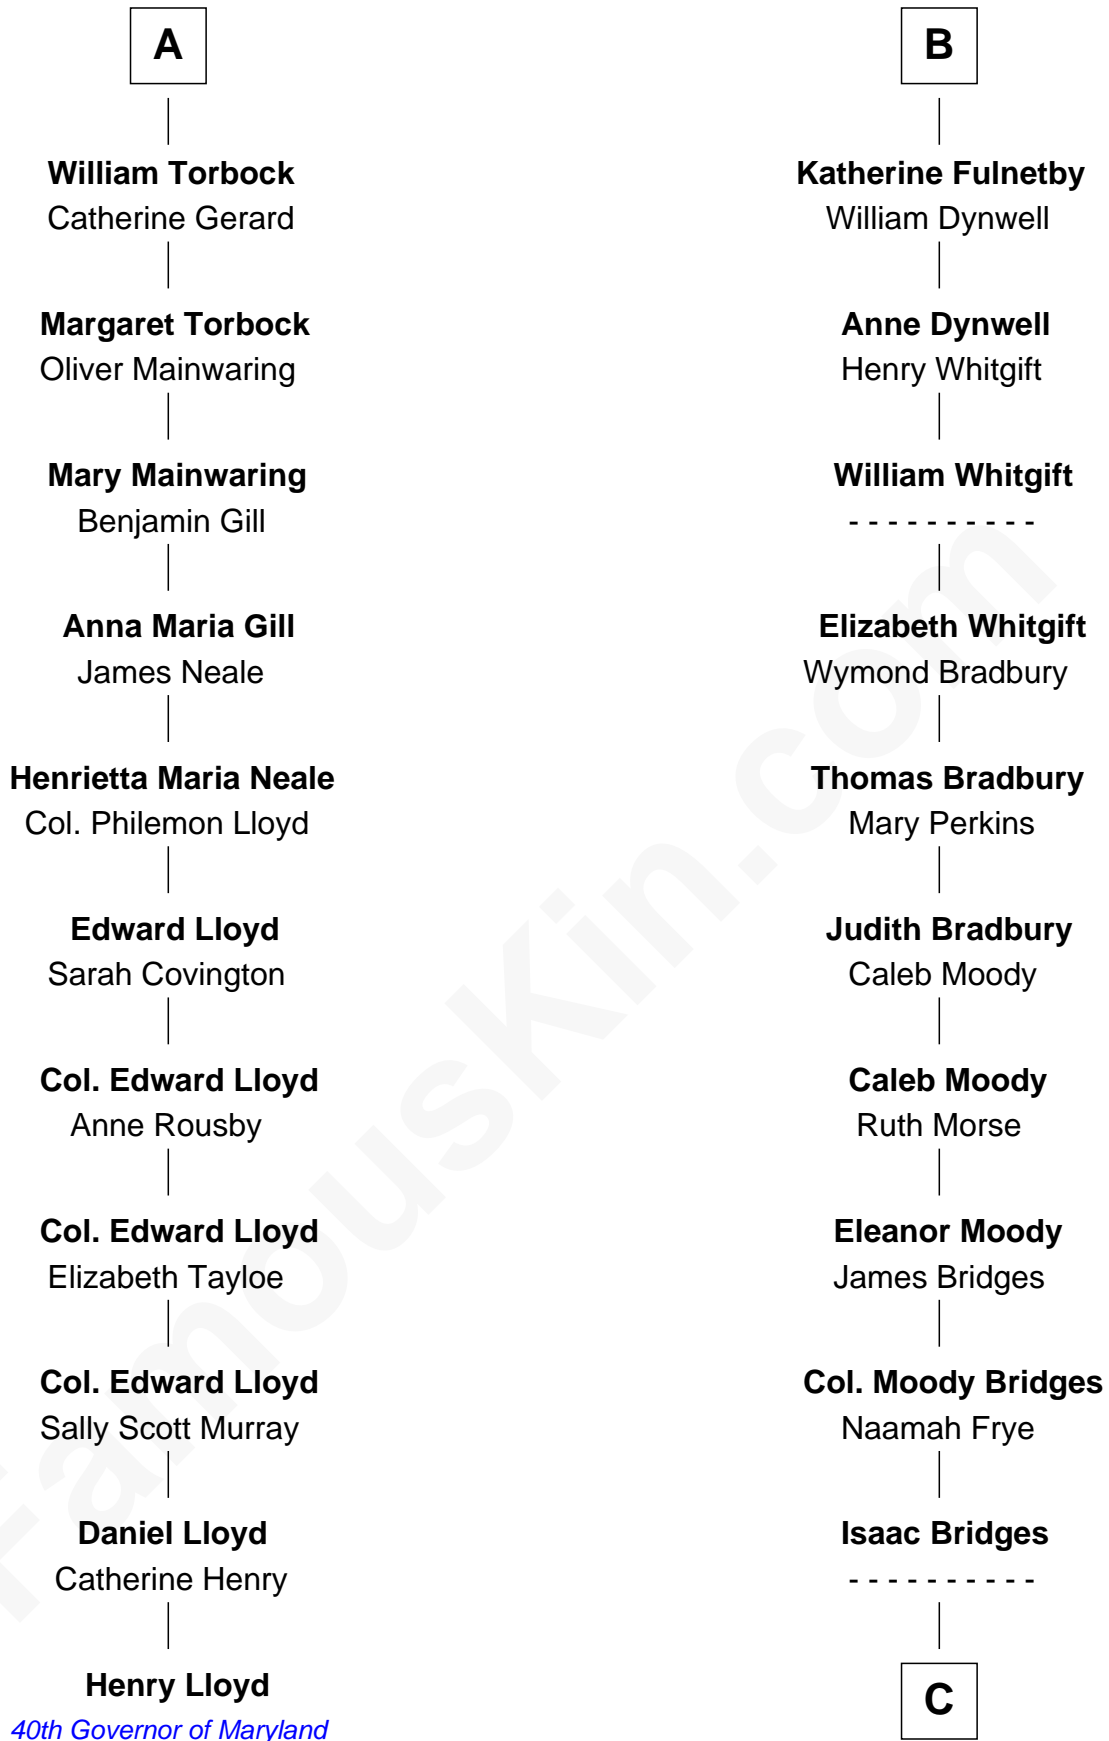 A
William Torbock
Catherine Gerard
Margaret Torbock
Oliver Mainwaring
Mary Mainwaring
Benjamin Gill
Anna Maria Gill
James Neale
Henrietta Maria Neale
Col. Philemon Lloyd
Edward Lloyd
Sarah Covington
Col. Edward Lloyd
Anne Rousby
Col. Edward Lloyd
Elizabeth Tayloe
Col. Edward Lloyd
Sally Scott Murray
Daniel Lloyd
Catherine Henry
Henry Lloyd
40th Governor of Maryland
B
Katherine Fulnetby
William Dynwell
Anne Dynwell
Henry Whitgift
William Whitgift
- - - - - - - - - -
Elizabeth Whitgift
Wymond Bradbury
Thomas Bradbury
Mary Perkins
Judith Bradbury
Caleb Moody
Caleb Moody
Ruth Morse
Eleanor Moody
James Bridges
Col. Moody Bridges
Naamah Frye
Isaac Bridges
- - - - - - - - - -
C
FamousKin.com